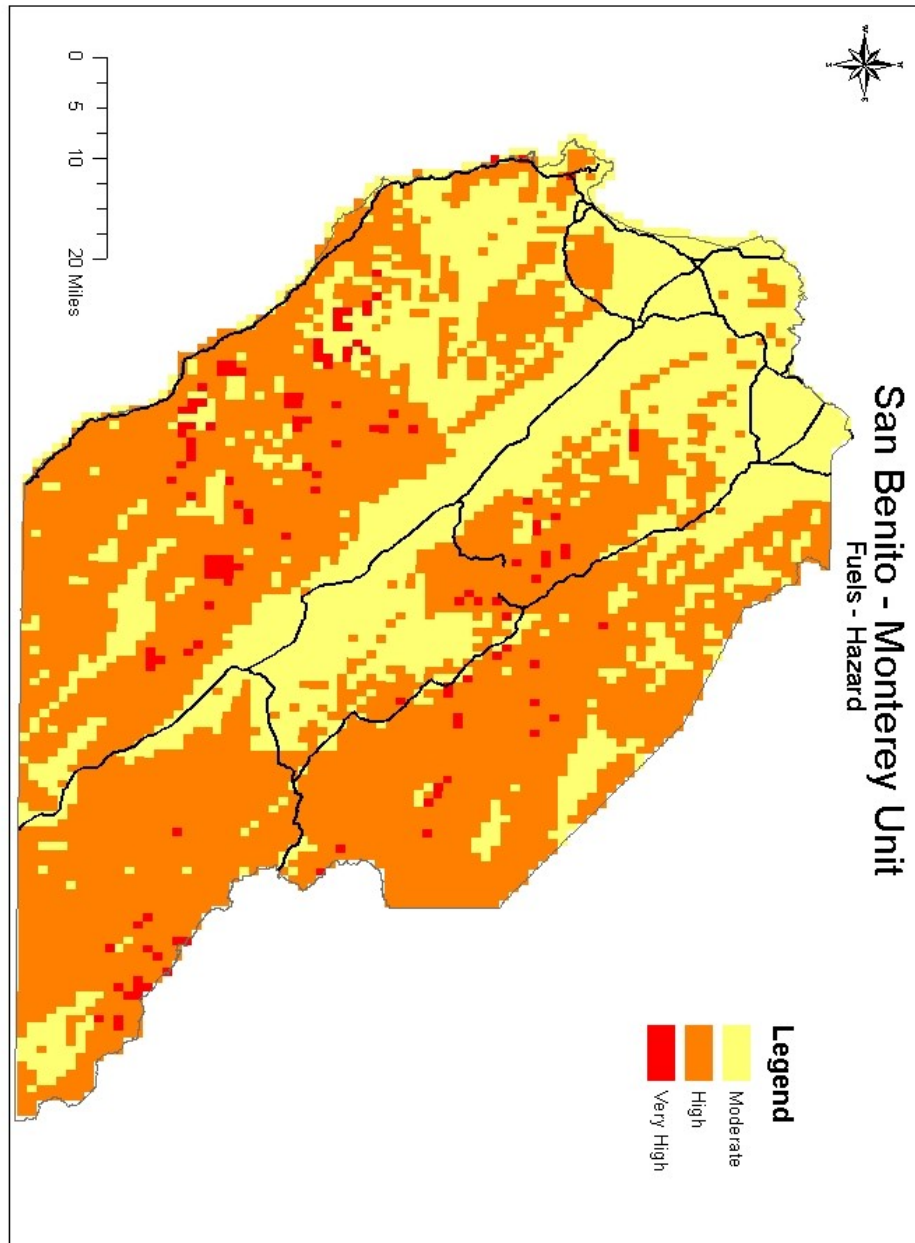 San Benito - Monterey Unit
Fuels - Hazard
N
W
E
S
0 5 10 20 Miles
Legend
Moderate
High
Very High